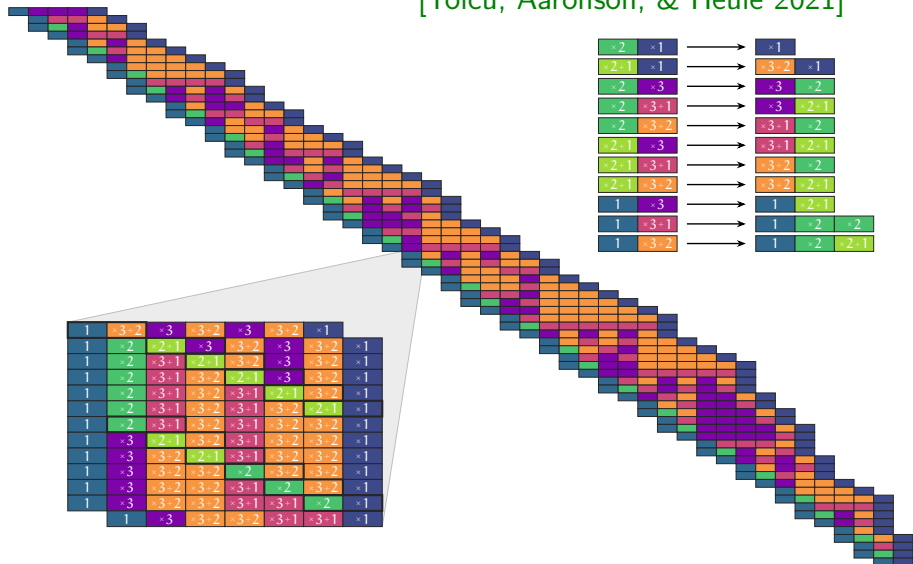 [Yolcu, Aaronson, & Heule 2021]
×2 ×1 → ×1
×2+1 ×1 → ×3+2 ×1
×2 ×3 → ×3 ×2
×2 ×3+1 → ×3 ×2+1
×2 ×3+2 → ×3+1 ×2
×2+1 ×3 → ×3+1 ×2+1
×2+1 ×3+1 → ×3+2 ×2
×2+1 ×3+2 → ×3+2 ×2+1
1 ×3 → 1 ×2+1
1 ×3+1 → 1 ×2 ×2
1 ×3+2 → 1 ×2 ×2+1
1 ×3+2 ×3 ×3+2 ×3 ×3+2 ×1
1 ×2 ×2+1 ×3 ×3+2 ×3 ×3+2 ×1
1 ×2 ×3+1 ×2+1 ×3+2 ×3 ×3+2 ×1
1 ×2 ×3+1 ×3+2 ×2+1 ×3 ×3+2 ×1
1 ×2 ×3+1 ×3+2 ×3+1 ×2+1 ×3+2 ×1
1 ×2 ×3+1 ×3+2 ×3+1 ×3+2 ×2+1 ×1
1 ×2 ×3+1 ×3+2 ×3+1 ×3+2 ×3+2 ×1
1 ×3 ×2+1 ×3+2 ×3+1 ×3+2 ×3+2 ×1
1 ×3 ×3+2 ×2+1 ×3+1 ×3+2 ×3+2 ×1
1 ×3 ×3+2 ×3+2 ×2 ×3+2 ×3+2 ×1
1 ×3 ×3+2 ×3+2 ×3+1 ×2 ×3+2 ×1
1 ×3 ×3+2 ×3+2 ×3+1 ×3+1 ×2 ×1
1 ×3 ×3+2 ×3+2 ×3+1 ×3+1 ×1